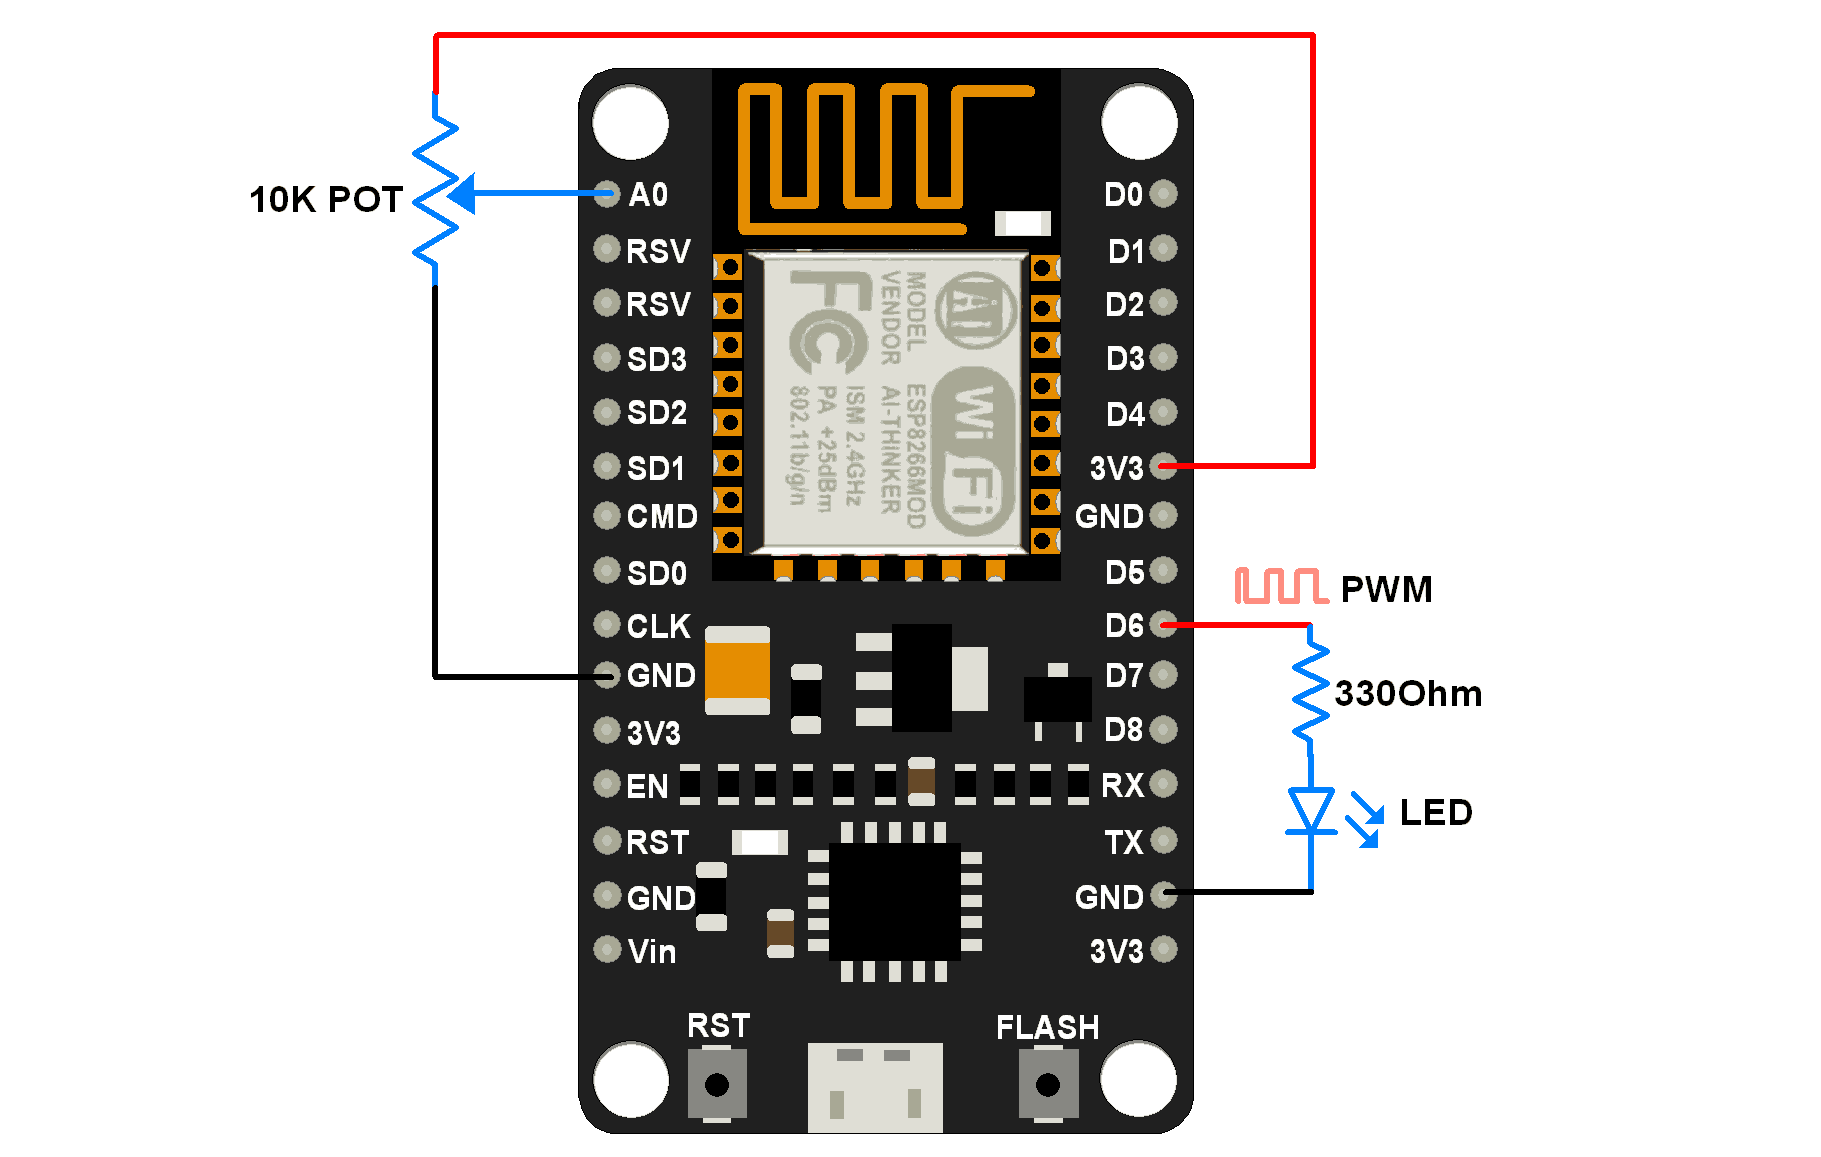 10K POT
A0
RSV
RSV
SD3
SD2
SD1
CMD
SD0
CLK
GND
3V3
EN
RST
GND
Vin
D0
D1
D2
D3
D4
3V3
GND
D5
D6
D7
D8
RX
TX
GND
3V3
MODEL ESP8266MOD
VENDOR AI-THINKER
ISM 2.4GHz
PA +25dBm
802.11b/g/n
FC
Ai
WiFi
PWM
330Ohm
LED
RST
FLASH